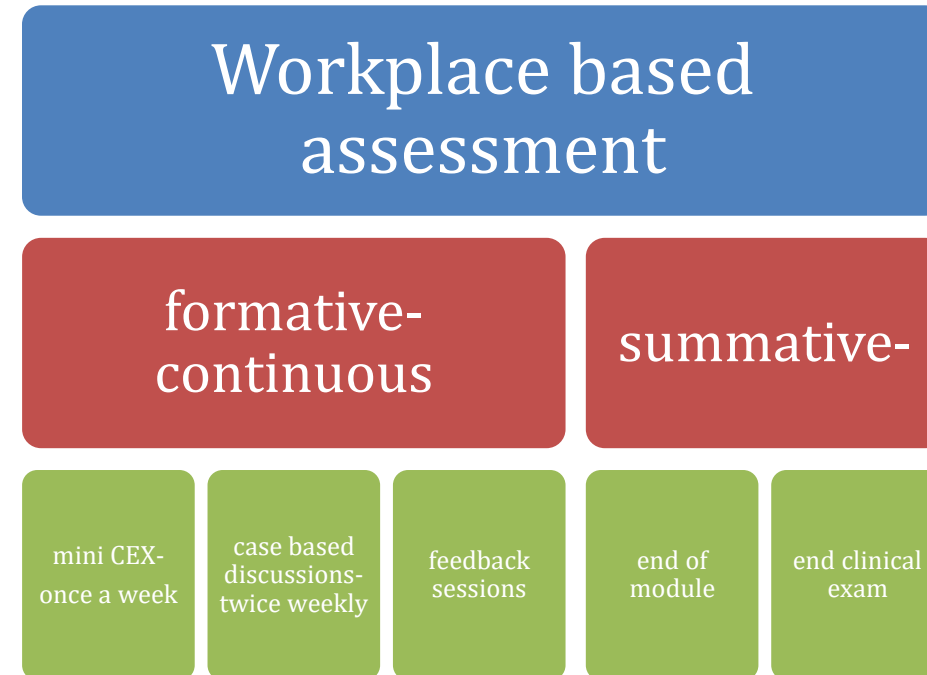 Workplace based
assessment
formative-
continuous
summative-
mini CEX-
once a week
case based
discussions-
twice weekly
feedback
sessions
end of
module
end clinical
exam